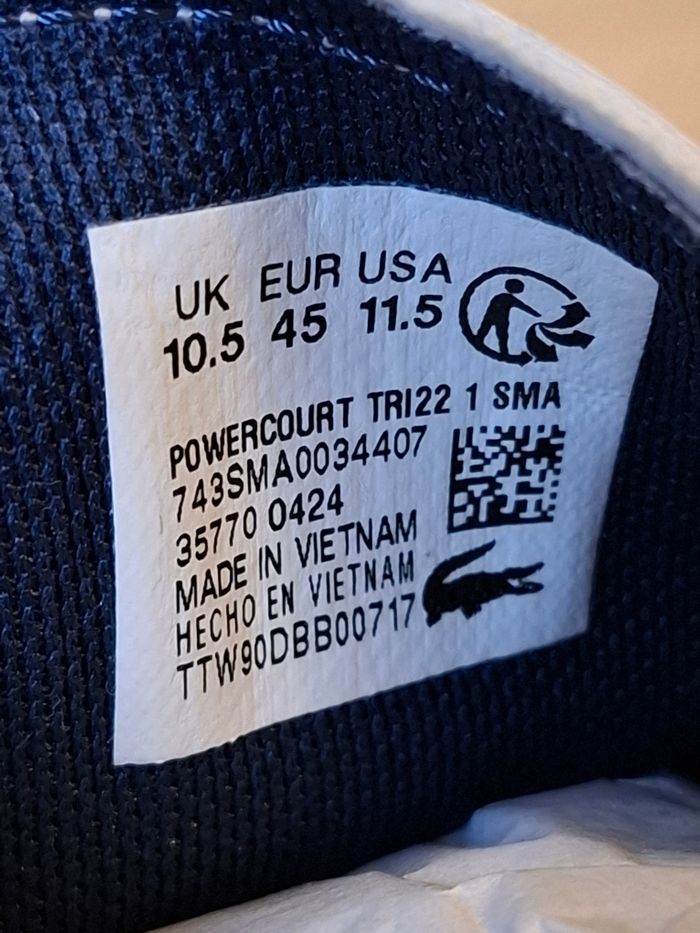 UK EUR USA
10.5 45 11.5
POWERCOURT TRI22 1 SMA
743SMA0034407
35770 0424
MADE IN VIETNAM
HECHO EN VIETNAM
TTW90DBB00717